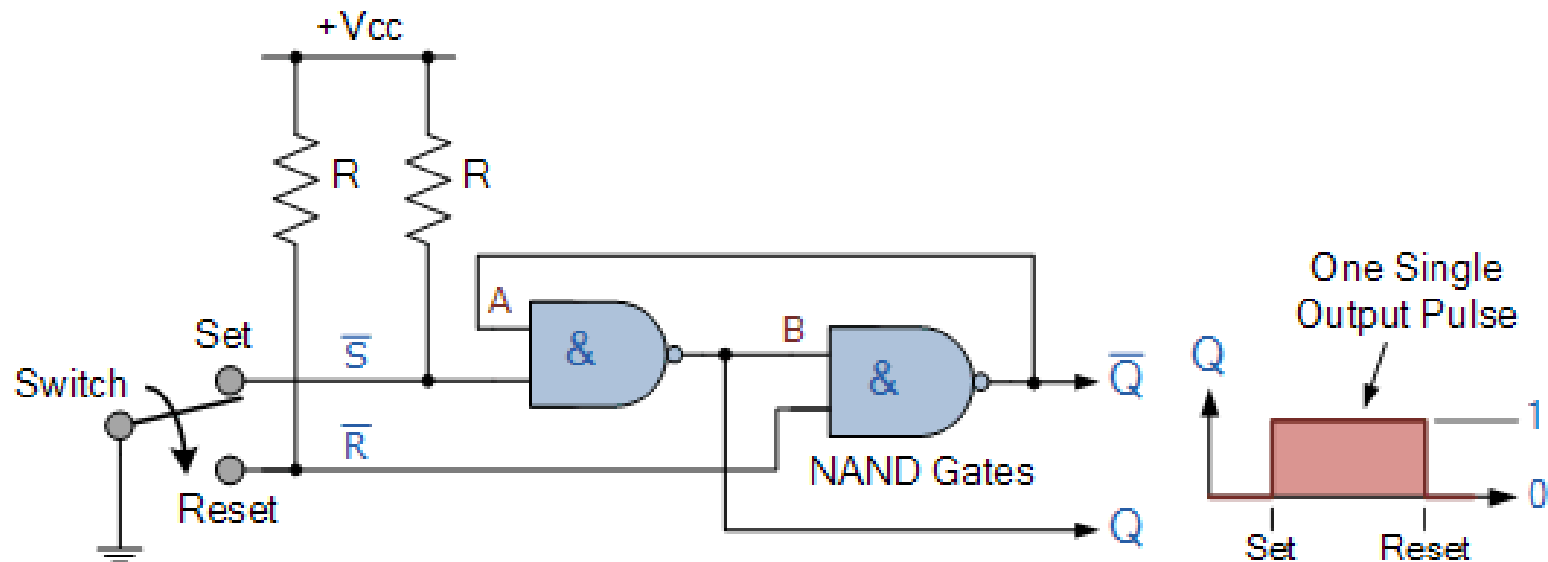 +Vcc
R
R
A
Set
S̅
Switch
R̅
Reset
&
B
&
Q̅
NAND Gates
Q
One Single
Output Pulse
Q
1
0
Set
Reset